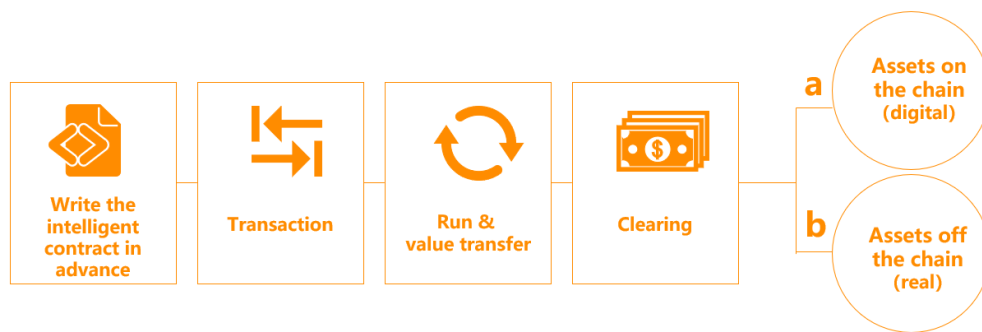 Write the
intelligent
contract in
advance
Transaction
Run &
value transfer
$
Clearing
a
Assets on
the chain
(digital)
b
Assets off
the chain
(real)